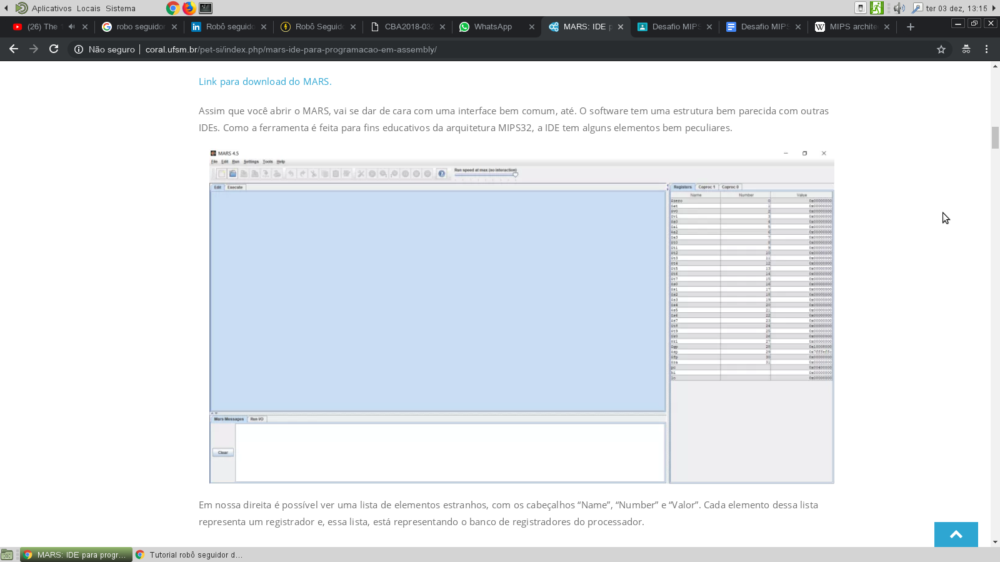 Aplicativos Locais Sistema
ter 03 dez, 13:15
(26) The
robo seguidor
Robô seguido
Robô Seguido
CBA2018-032
WhatsApp
MARS: IDE p
Desafio MIPS
Desafio MIPS
MIPS archite
Não seguro coral.ufsm.br/pet-si/index.php/mars-ide-para-programacao-em-assembly/
Link para download do MARS.
Assim que você abrir o MARS, vai se dar de cara com uma interface bem comum, até. O software tem uma estrutura bem parecida com outras
IDEs. Como a ferramenta é feita para fins educativos da arquitetura MIPS32, a IDE tem alguns elementos bem peculiares.
MARS 4.5
File Edit Run Settings Tools Help
Run speed at max (no interaction)
Edit Execute
Registers Coproc 1 Coproc 0
Name Number Value
$zero 0 0x00000000
$at 1 0x00000000
$v0 2 0x00000000
$v1 3 0x00000000
$a0 4 0x00000000
$a1 5 0x00000000
$a2 6 0x00000000
$a3 7 0x00000000
$t0 8 0x00000000
$t1 9 0x00000000
$t2 10 0x00000000
$t3 11 0x00000000
$t4 12 0x00000000
$t5 13 0x00000000
$t6 14 0x00000000
$t7 15 0x00000000
$s0 16 0x00000000
$s1 17 0x00000000
$s2 18 0x00000000
$s3 19 0x00000000
$s4 20 0x00000000
$s5 21 0x00000000
$s6 22 0x00000000
$s7 23 0x00000000
$t8 24 0x00000000
$t9 25 0x00000000
$k0 26 0x00000000
$k1 27 0x00000000
$gp 28 0x10008000
$sp 29 0x7fffeffc
$fp 30 0x00000000
$ra 31 0x00000000
pc 0x00400000
hi 0x00000000
lo 0x00000000
Mars Messages Run I/O
Clear
Em nossa direita é possível ver uma lista de elementos estranhos, com os cabeçalhos “Name”, “Number” e “Valor”. Cada elemento dessa lista
representa um registrador e, essa lista, está representando o banco de registradores do processador.
MARS: IDE para progr...
Tutorial robô seguidor d...